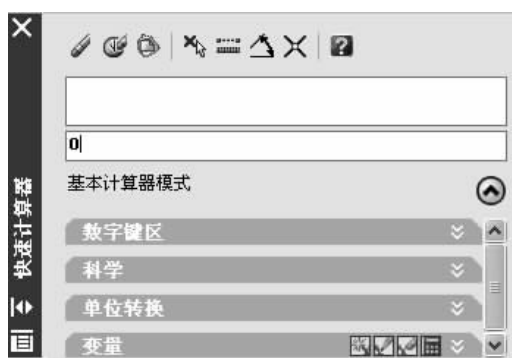 0
基本计算器模式
数字键区
科学
单位转换
变量
快速计算器